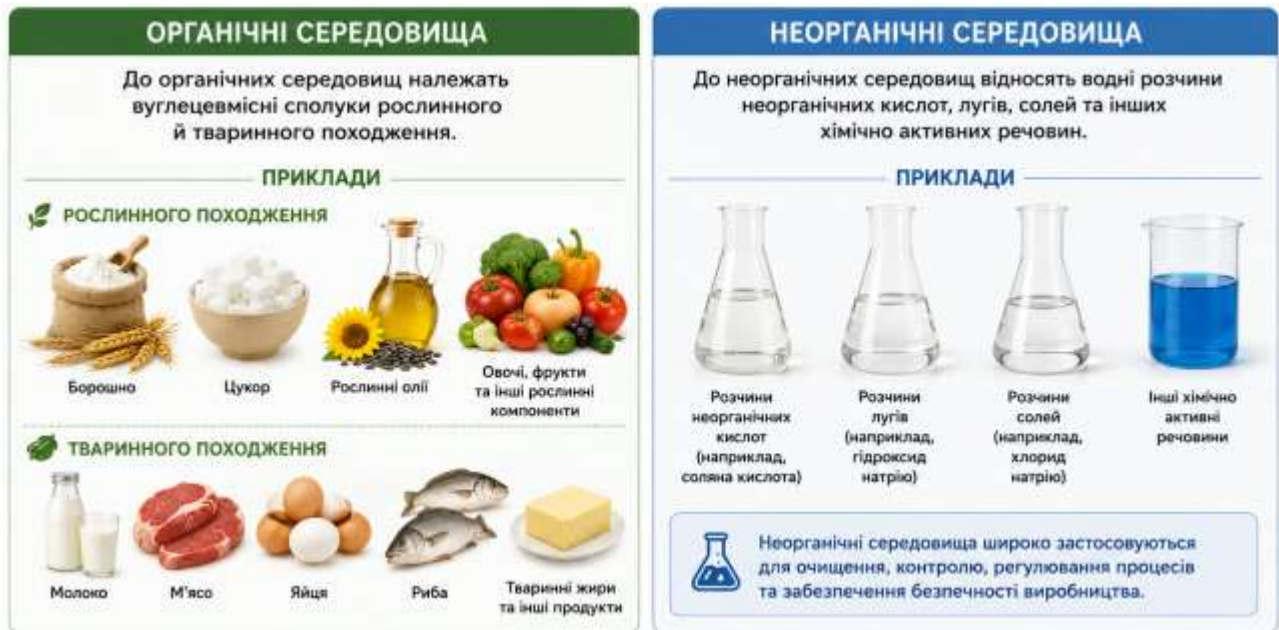 ОРГАНІЧНІ СЕРЕДОВИЩА
До органічних середовищ належать
вуглецевмісні сполуки рослинного
й тваринного походження.
ПРИКЛАДИ
РОСЛИННОГО ПОХОДЖЕННЯ
Борошно
Цукор
Рослинні олії
Овочі, фрукти
та інші рослинні
компоненти
ТВАРИННОГО ПОХОДЖЕННЯ
Молоко
М'ясо
Яйця
Риба
Тваринні жири
та інші продукти
НЕОРГАНІЧНІ СЕРЕДОВИЩА
До неорганічних середовищ відносять водні розчини
неорганічних кислот, лугів, солей та інших
хімічно активних речовин.
ПРИКЛАДИ
Розчини
неорганічних
кислот
(наприклад,
соляна кислота)
Розчини
лугів
(наприклад,
гідроксид
натрію)
Розчини
солей
(наприклад,
хлорид
натрію)
Інші хімічно
активні
речовини
Неорганічні середовища широко застосовуються
для очищення, контролю, регулювання процесів
та забезпечення безпечності виробництва.